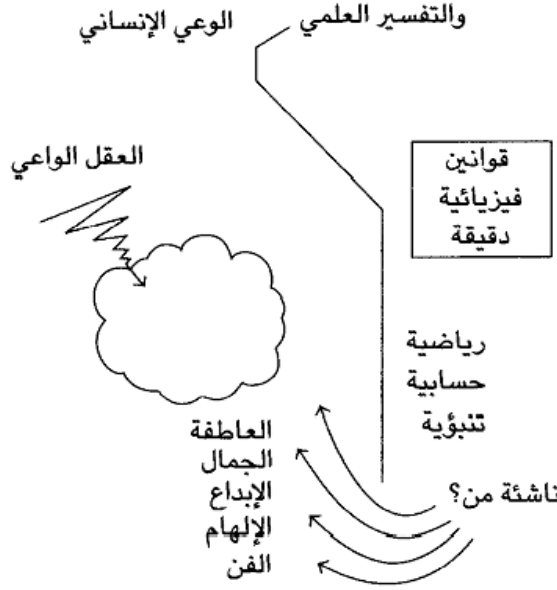 والتفسير العلمي
الوعي الإنساني
العقل الواعي
قوانين
فيزيائية
دقيقة
رياضية
حسابية
تنبؤية
ناشئة من؟
العاطفة
الجمال
الإبداع
الإلهام
الفن